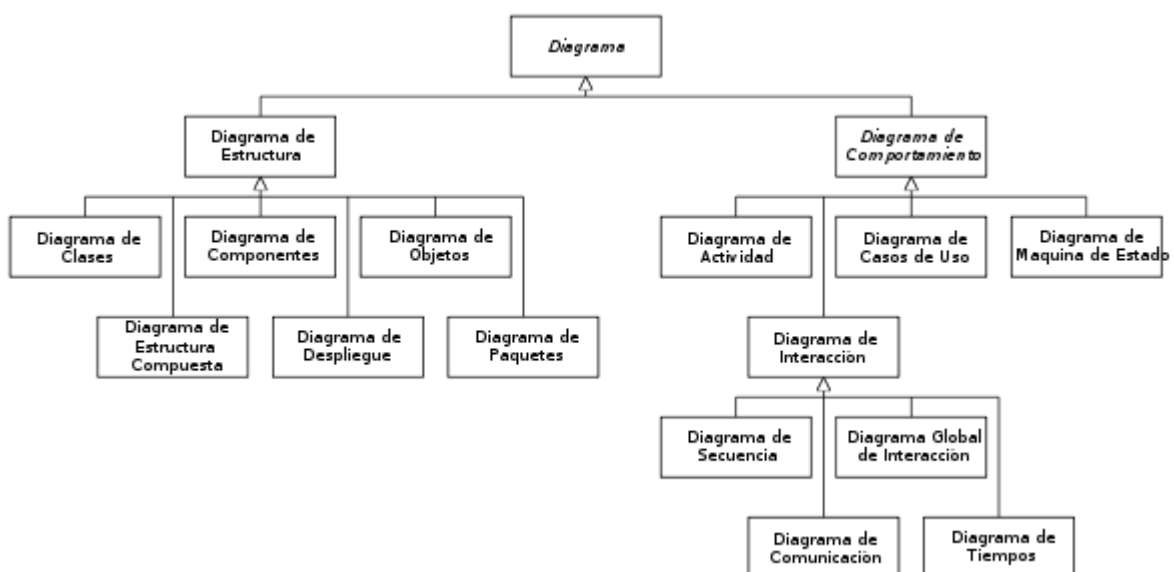 Diagrama
Diagrama de
Estructura
Diagrama de
Comportamiento
Diagrama de
Clases
Diagrama de
Componentes
Diagrama de
Objetos
Diagrama de
Actividad
Diagrama de
Casos de Uso
Diagrama de
Maquina de Estado
Diagrama de
Estructura
Compuesta
Diagrama de
Despliegue
Diagrama de
Paquetes
Diagrama de
Interacción
Diagrama de
Secuencia
Diagrama Global
de Interacción
Diagrama de
Comunicación
Diagrama de
Tiempos